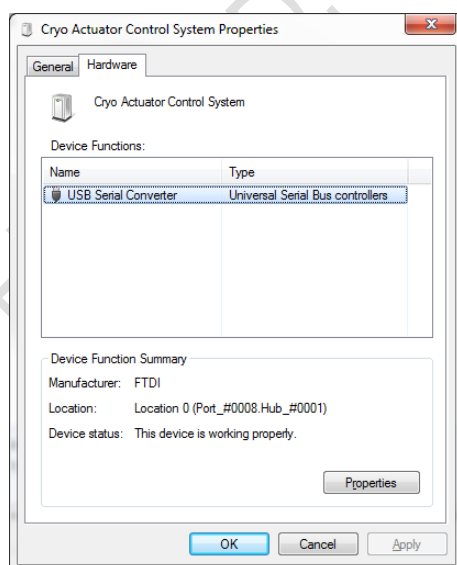 Cryo Actuator Control System Properties
General Hardware
Cryo Actuator Control System
Device Functions:
Name Type
USB Serial Converter Universal Serial Bus controllers
Device Function Summary
Manufacturer: FTDI
Location: Location 0 (Port_#0008.Hub_#0001)
Device status: This device is working properly.
Properties
OK Cancel Apply